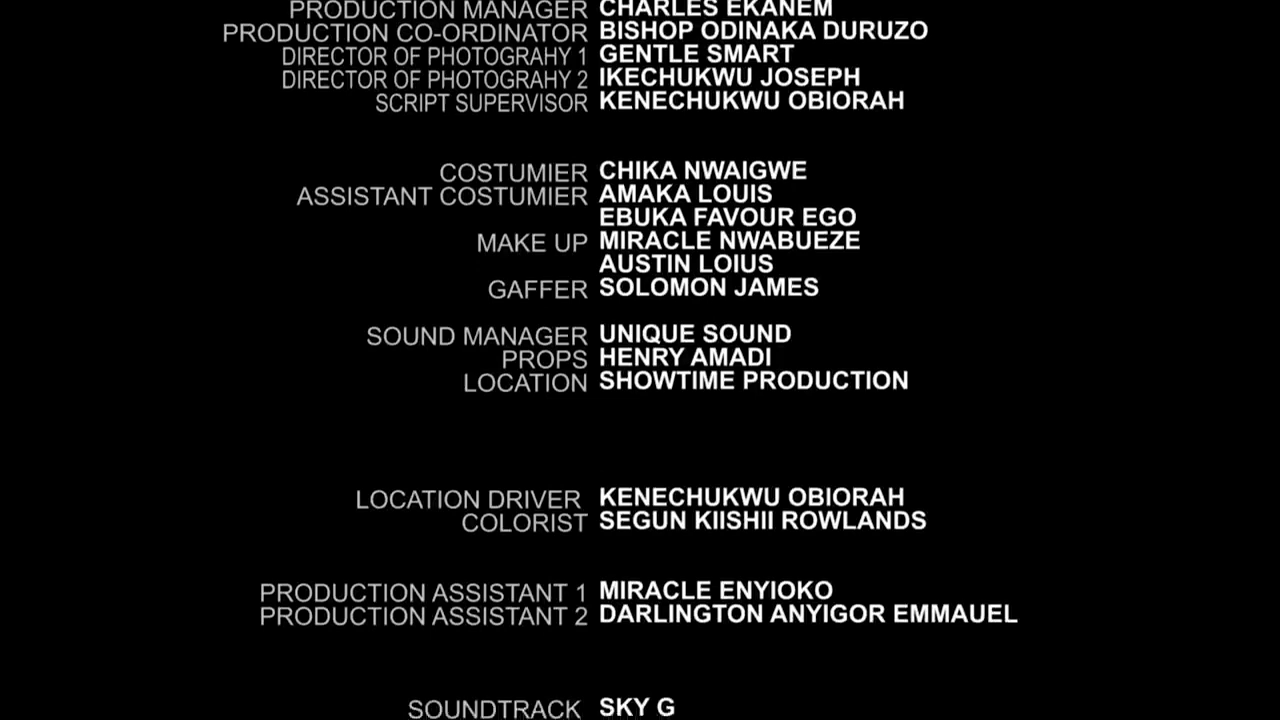 PRODUCTION MANAGER CHARLES EKANEM
PRODUCTION CO-ORDINATOR BISHOP ODINAKA DURUZO
DIRECTOR OF PHOTOGRAHY 1 GENTLE SMART
DIRECTOR OF PHOTOGRAHY 2 IKECHUKWU JOSEPH
SCRIPT SUPERVISOR KENECHUKWU OBIORAH
COSTUMIER CHIKA NWAIGWE
ASSISTANT COSTUMIER AMAKA LOUIS
EBUKA FAVOUR EGO
MAKE UP MIRACLE NWABUEZE
AUSTIN LOIUS
GAFFER SOLOMON JAMES
SOUND MANAGER UNIQUE SOUND
PROPS HENRY AMADI
LOCATION SHOWTIME PRODUCTION
LOCATION DRIVER KENECHUKWU OBIORAH
COLORIST SEGUN KIISHII ROWLANDS
PRODUCTION ASSISTANT 1 MIRACLE ENYIOKO
PRODUCTION ASSISTANT 2 DARLINGTON ANYIGOR EMMAUEL
SOUNDTRACK SKY G